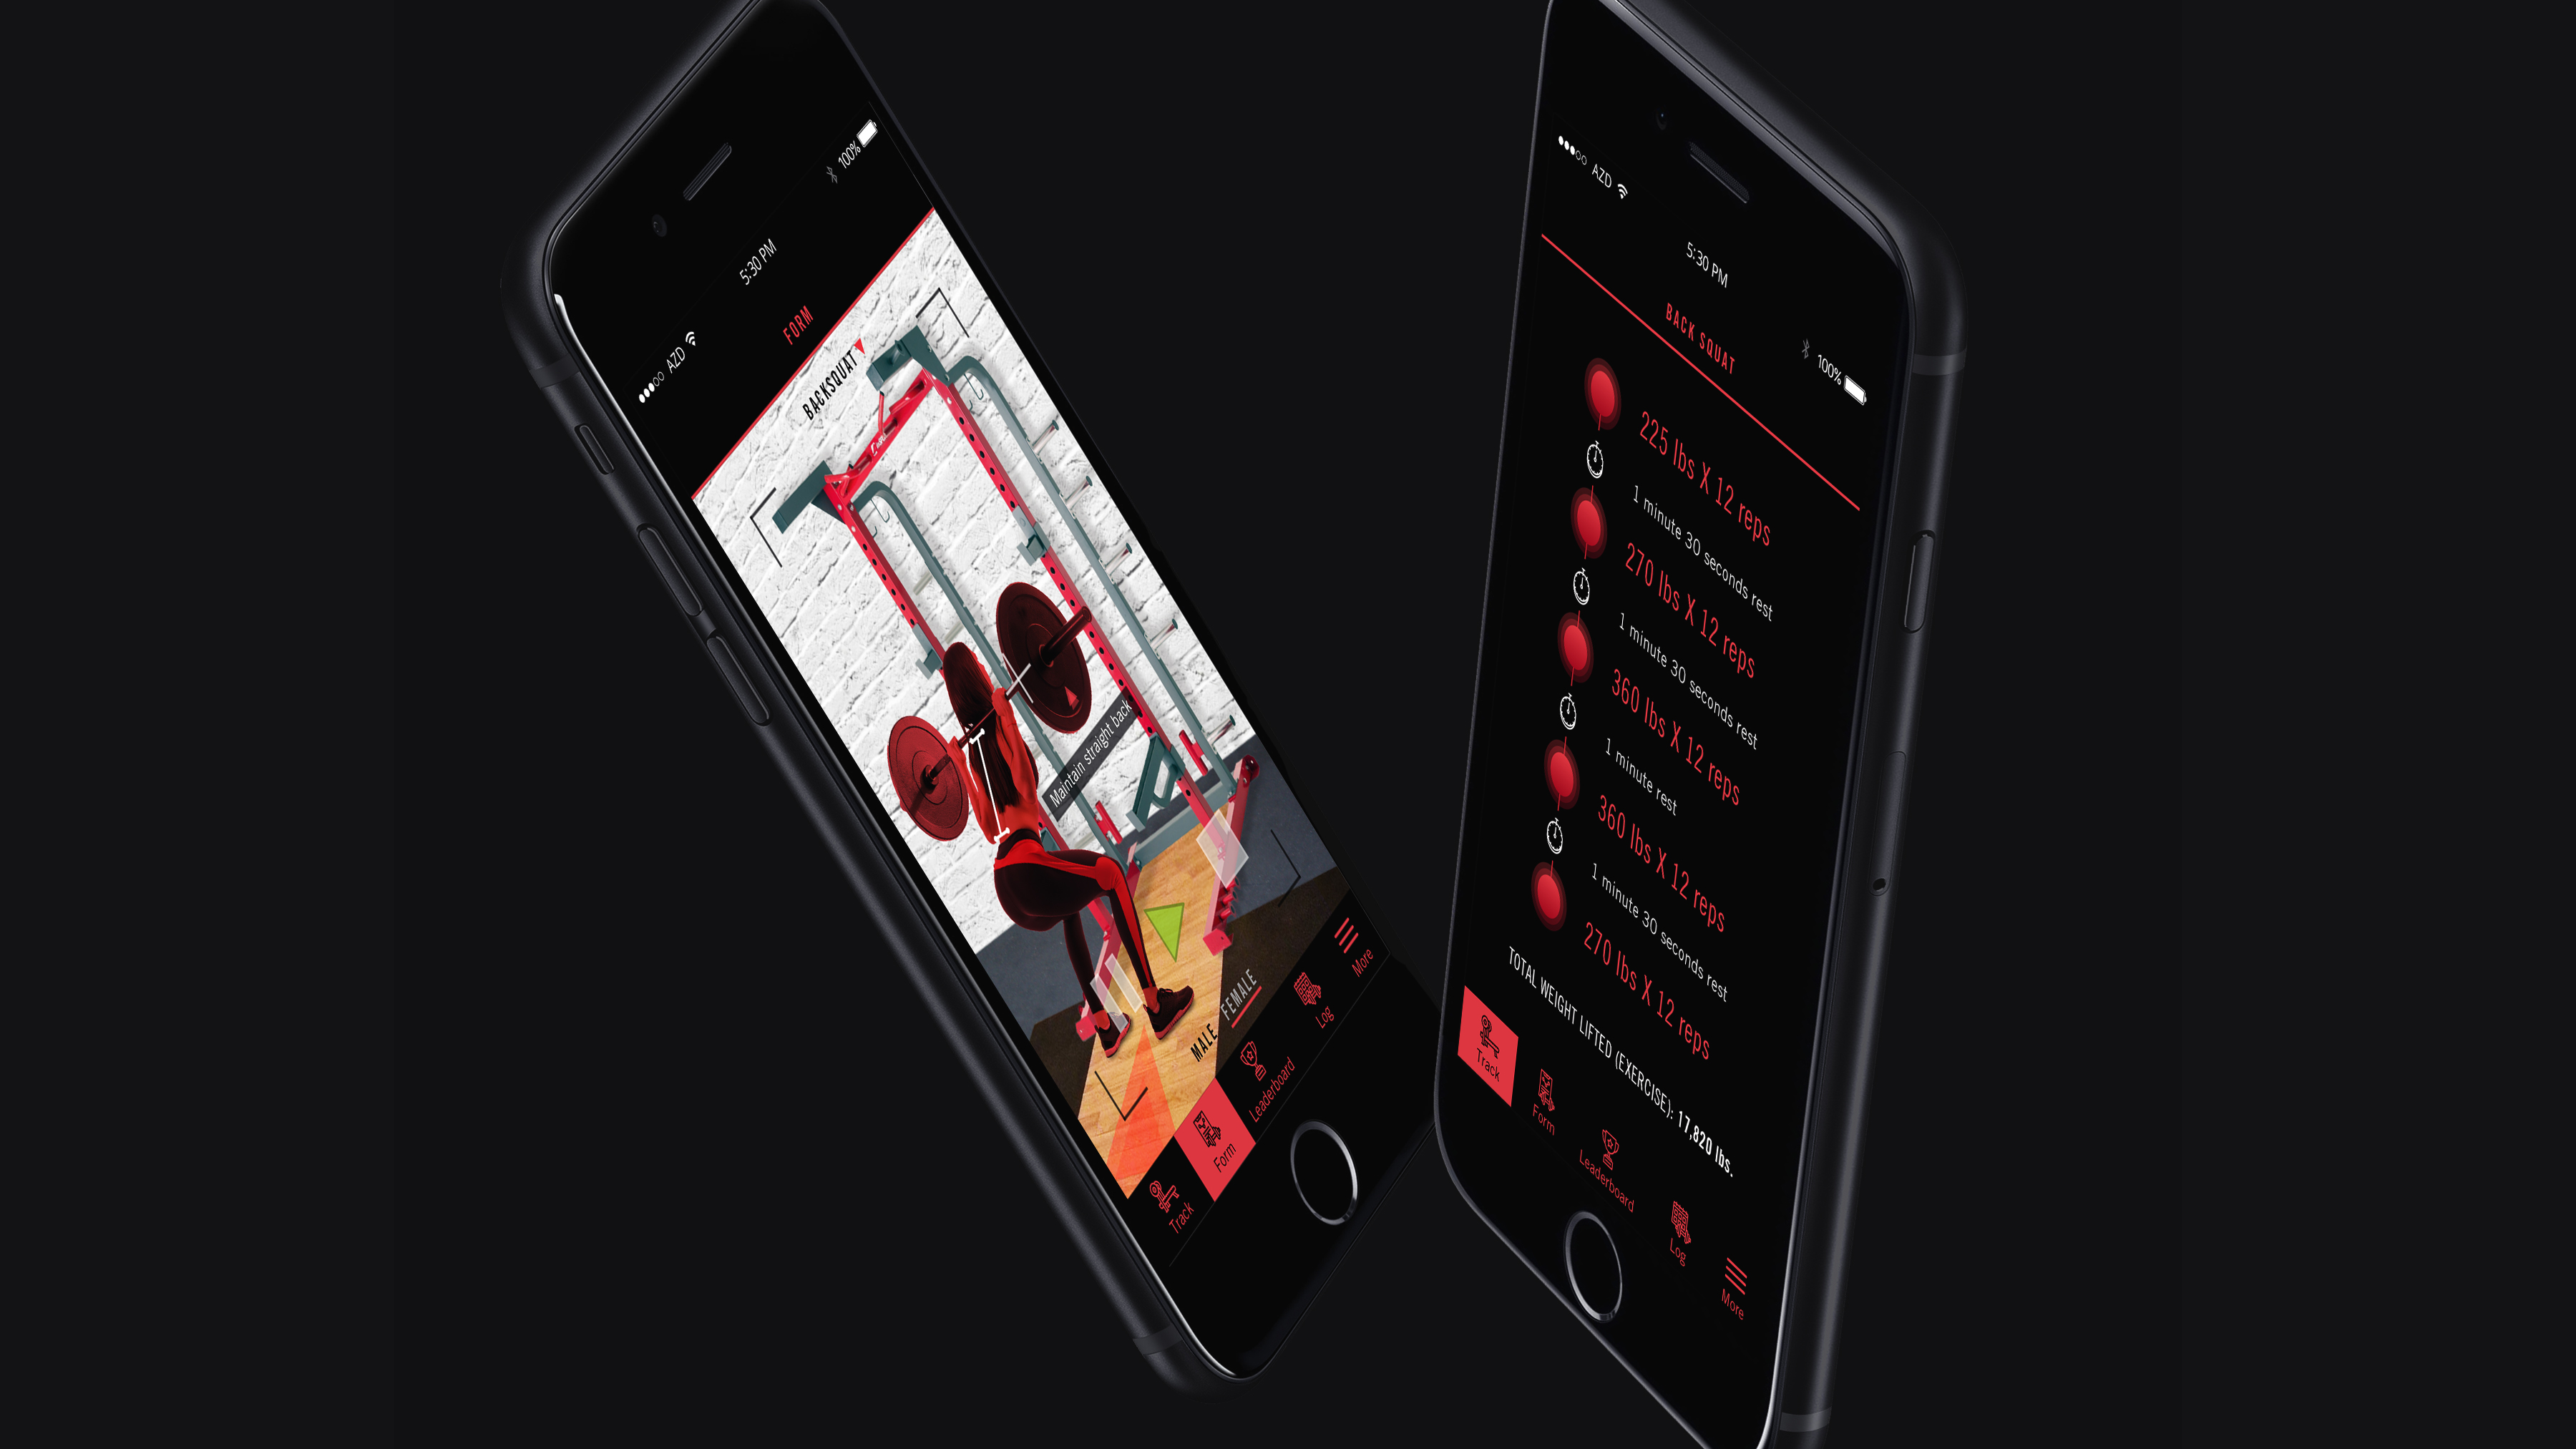 AZD
5:30 PM
100%
FORM
BACKSQUAT
Maintain straight back
MALE FEMALE
Track
Form
Leaderboard
Log
More
AZD
5:30 PM
100%
BACK SQUAT
225 lbs X 12 reps
1 minute 30 seconds rest
270 lbs X 12 reps
1 minute 30 seconds rest
360 lbs X 12 reps
1 minute rest
360 lbs X 12 reps
1 minute 30 seconds rest
270 lbs X 12 reps
TOTAL WEIGHT LIFTED (EXERCISE): 17,820 lbs.
Track
Form
Leaderboard
Log
More